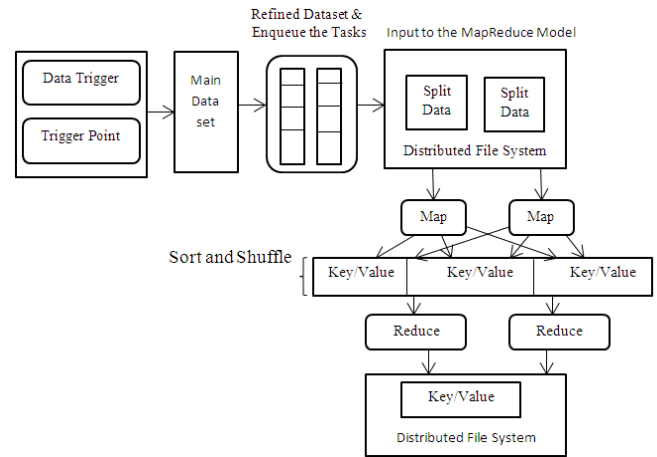 Refined Dataset &
Enqueue the Tasks
Input to the MapReduce Model
Data Trigger
Trigger Point
Main
Data
set
Split
Data
Split
Data
Distributed File System
Map
Map
Sort and Shuffle
Key/Value
Key/Value
Key/Value
Reduce
Reduce
Key/Value
Distributed File System